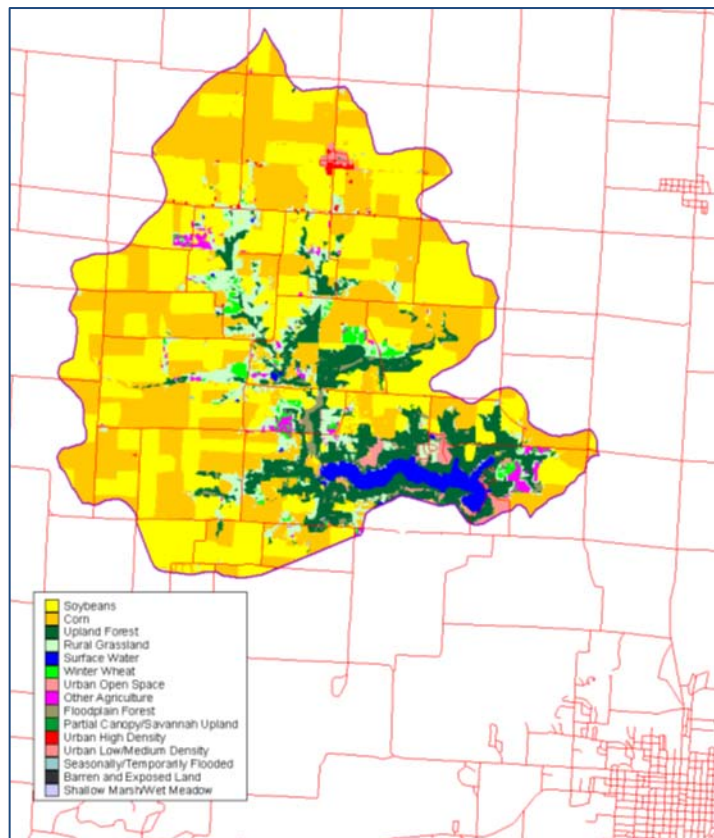 Soybeans
Corn
Upland Forest
Rural Grassland
Surface Water
Winter Wheat
Urban Open Space
Other Agriculture
Floodplain Forest
Partial Canopy/Savannah Upland
Urban High Density
Urban Low/Medium Density
Seasonally/Temporarily Flooded
Barren and Exposed Land
Shallow Marsh/Wet Meadow